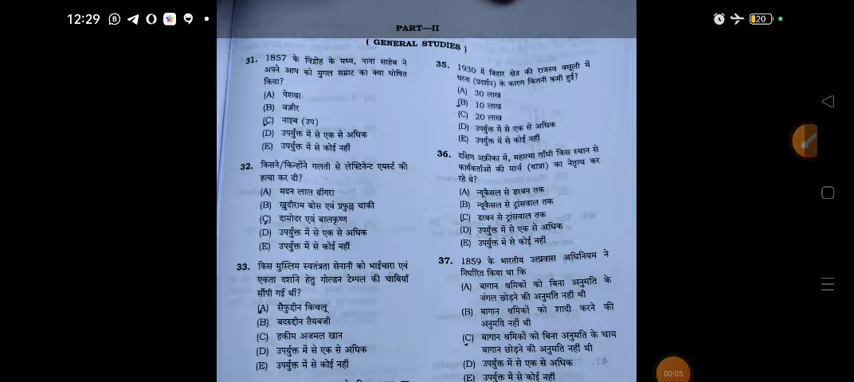 12:29
20
PART—II
( GENERAL STUDIES )
31. 1857 के विद्रोह के मध्य, नाना साहेब ने
अपने आप को मुगल सम्राट का क्या घोषित
किया?
(A) पेशवा
(B) वज़ीर
(C) नाइब (उप)
(D) उपर्युक्त में से एक से अधिक
(E) उपर्युक्त में से कोई नहीं
32. किसने/किन्होंने गलती से लेफ्टिनेन्ट एयर्स्ट की
हत्या कर दी?
(A) मदन लाल ढींगरा
(B) खुदीराम बोस एवं प्रफुल्ल चाकी
(C) दामोदर एवं बालकृष्ण
(D) उपर्युक्त में से एक से अधिक
(E) उपर्युक्त में से कोई नहीं
33. किस मुस्लिम स्वतंत्रता सेनानी को भाईचारा एवं
एकता दर्शाने हेतु गोल्डन टेम्पल की चाबियाँ
सौंपी गई थीं?
(A) सैफुद्दीन किचलू
(B) बदरुद्दीन तैयबजी
(C) हकीम अजमल खान
(D) उपर्युक्त में से एक से अधिक
(E) उपर्युक्त में से कोई नहीं
35. 1930 में बिहार क्षेत्र की राजस्व वसूली में
धरना (प्रदर्शन) के कारण कितनी कमी हुई?
(A) 30 लाख
(B) 10 लाख
(C) 20 लाख
(D) उपर्युक्त में से एक से अधिक
(E) उपर्युक्त में से कोई नहीं
36. दक्षिण अफ्रीका में, महात्मा गाँधी किस स्थान से
कार्यकर्ताओं की मार्च (यात्रा) का नेतृत्व कर
रहे थे?
(A) न्यूकैसल से डरबन तक
(B) न्यूकैसल से ट्रांसवाल तक
(C) डरबन से ट्रांसवाल तक
(D) उपर्युक्त में से एक से अधिक
(E) उपर्युक्त में से कोई नहीं
37. 1859 के भारतीय उत्प्रवास अधिनियम ने
निर्धारित किया था कि
(A) बागान श्रमिकों को बिना अनुमति के
जंगल छोड़ने की अनुमति नहीं थी
(B) बागान श्रमिकों को शादी करने की
अनुमति नहीं थी
(C) बागान श्रमिकों को बिना अनुमति के चाय
बागान छोड़ने की अनुमति नहीं थी
(D) उपर्युक्त में से एक से अधिक
(E) उपर्युक्त में से कोई नहीं
00:05